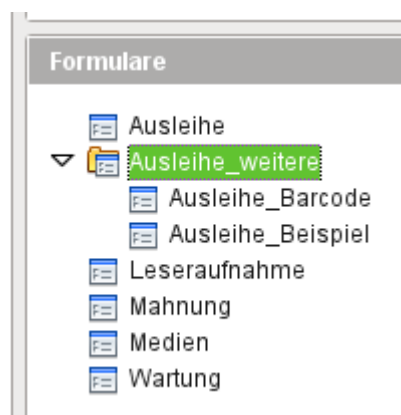 Formulare
Ausleihe
Ausleihe_weitere
Ausleihe_Barcode
Ausleihe_Beispiel
Leseraufnahme
Mahnung
Medien
Wartung